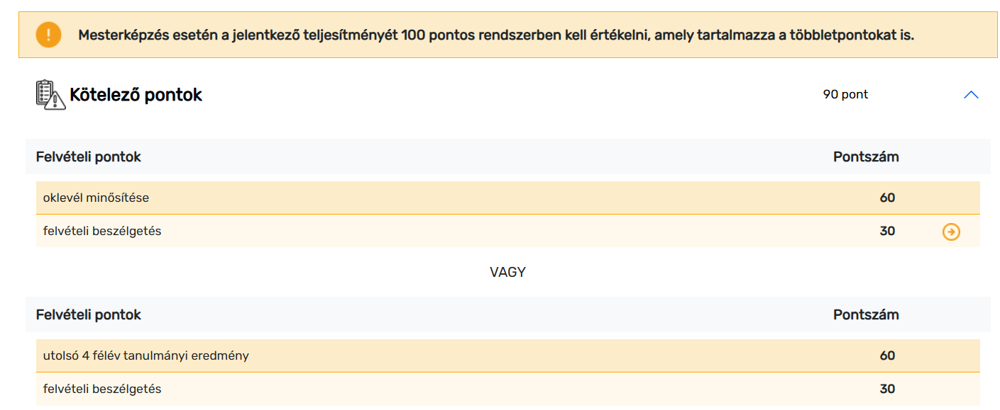 Mesterképzés esetén a jelentkező teljesítményét 100 pontos rendszerben kell értékelni, amely tartalmazza a többletpontokat is.
Kötelező pontok 90 pont
Felvételi pontok Pontszám
oklevél minősítése 60
felvételi beszélgetés 30
VAGY
Felvételi pontok Pontszám
utolsó 4 félév tanulmányi eredmény 60
felvételi beszélgetés 30